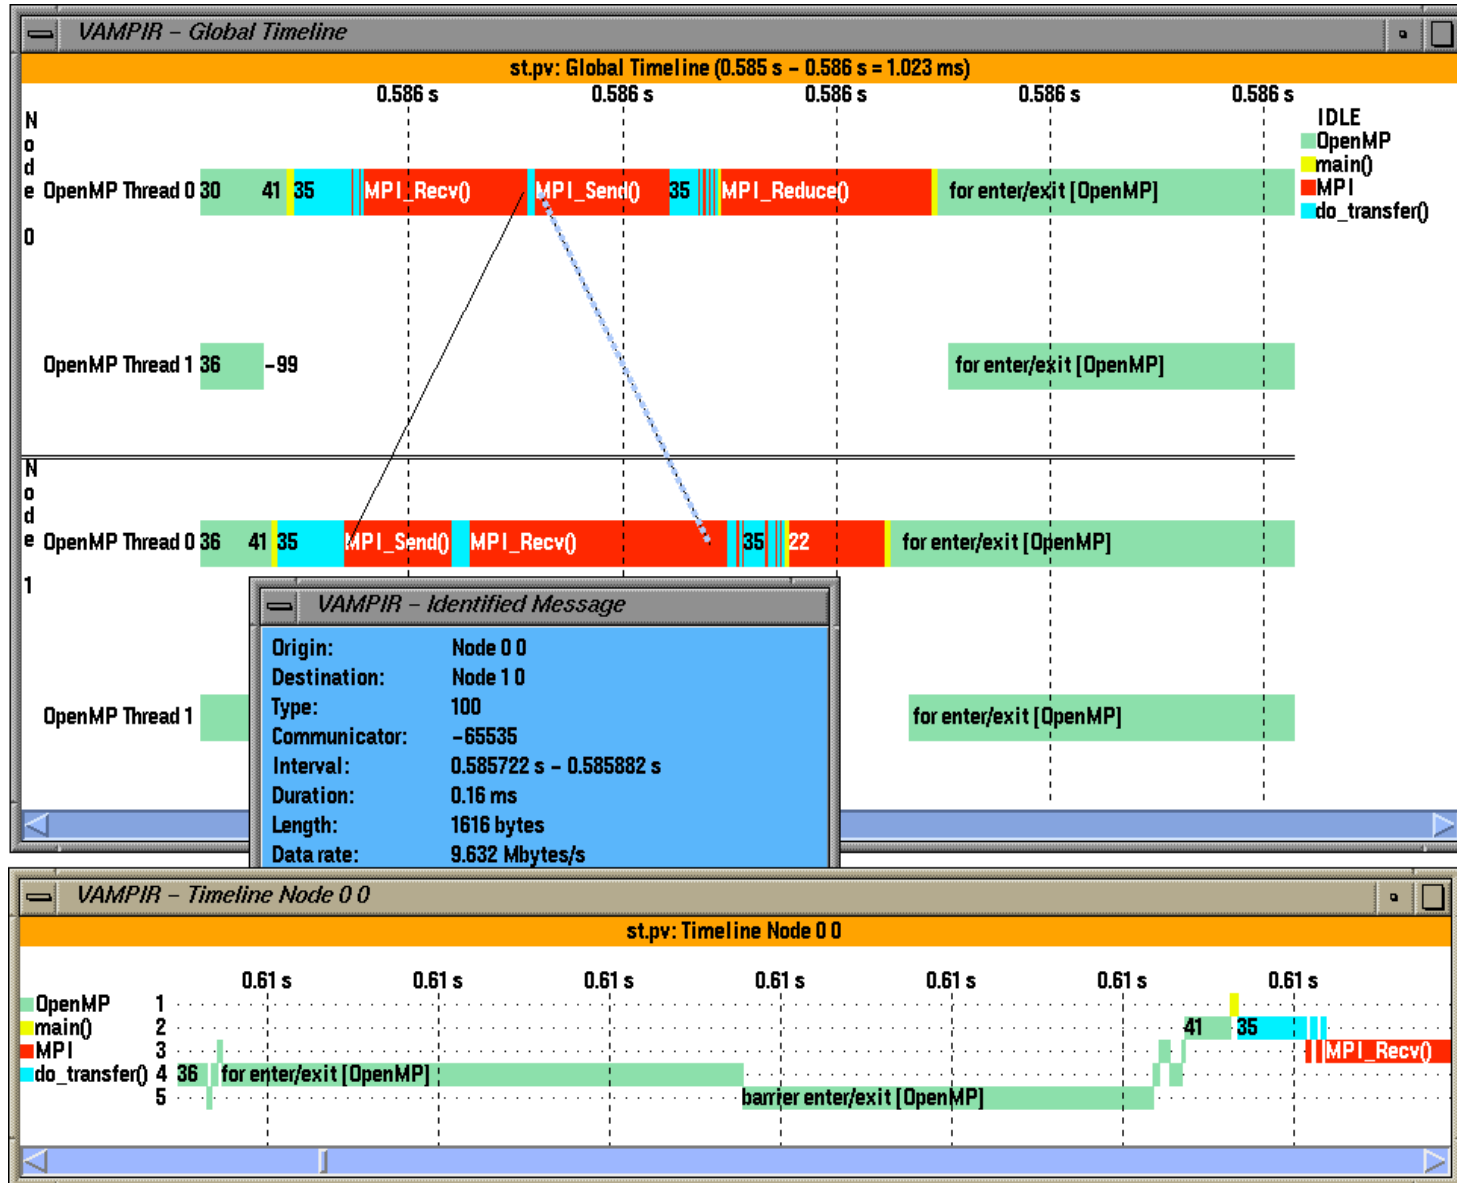 VAMPIR – Global Timeline
st.pv: Global Timeline (0.585 s – 0.586 s = 1.023 ms)
0.586 s 0.586 s 0.586 s 0.586 s 0.586 s
IDLE
OpenMP
main()
MPI
do_transfer()
Node 0
OpenMP Thread 0 30 41 35 MPI_Recv() MPI_Send() 35 MPI_Reduce() for enter/exit [OpenMP]
OpenMP Thread 1 36 -99 for enter/exit [OpenMP]
Node 1
OpenMP Thread 0 36 41 35 MPI_Send() MPI_Recv() 35 22 for enter/exit [OpenMP]
OpenMP Thread 1 for enter/exit [OpenMP]
VAMPIR – Identified Message
Origin: Node 0 0
Destination: Node 1 0
Type: 100
Communicator: -65535
Interval: 0.585722 s – 0.585882 s
Duration: 0.16 ms
Length: 1616 bytes
Data rate: 9.632 Mbytes/s
VAMPIR – Timeline Node 0 0
st.pv: Timeline Node 0 0
0.61 s 0.61 s 0.61 s 0.61 s 0.61 s 0.61 s 0.61 s
OpenMP 1
main() 2 41 35
MPI 3 MPI_Recv()
do_transfer() 4 36 for enter/exit [OpenMP]
5 barrier enter/exit [OpenMP]